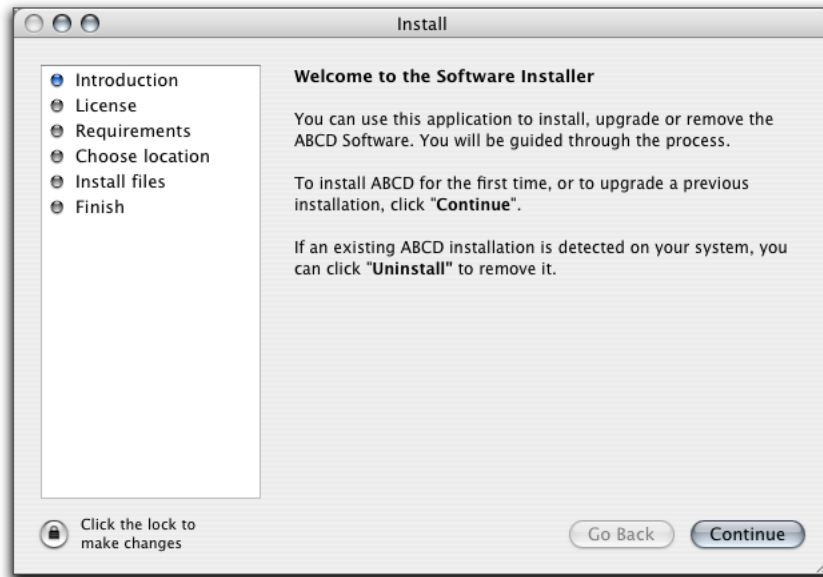 Install
Introduction
License
Requirements
Choose location
Install files
Finish
Welcome to the Software Installer
You can use this application to install, upgrade or remove the
ABCD Software. You will be guided through the process.
To install ABCD for the first time, or to upgrade a previous
installation, click "Continue".
If an existing ABCD installation is detected on your system, you
can click "Uninstall" to remove it.
Click the lock to
make changes
Go Back
Continue